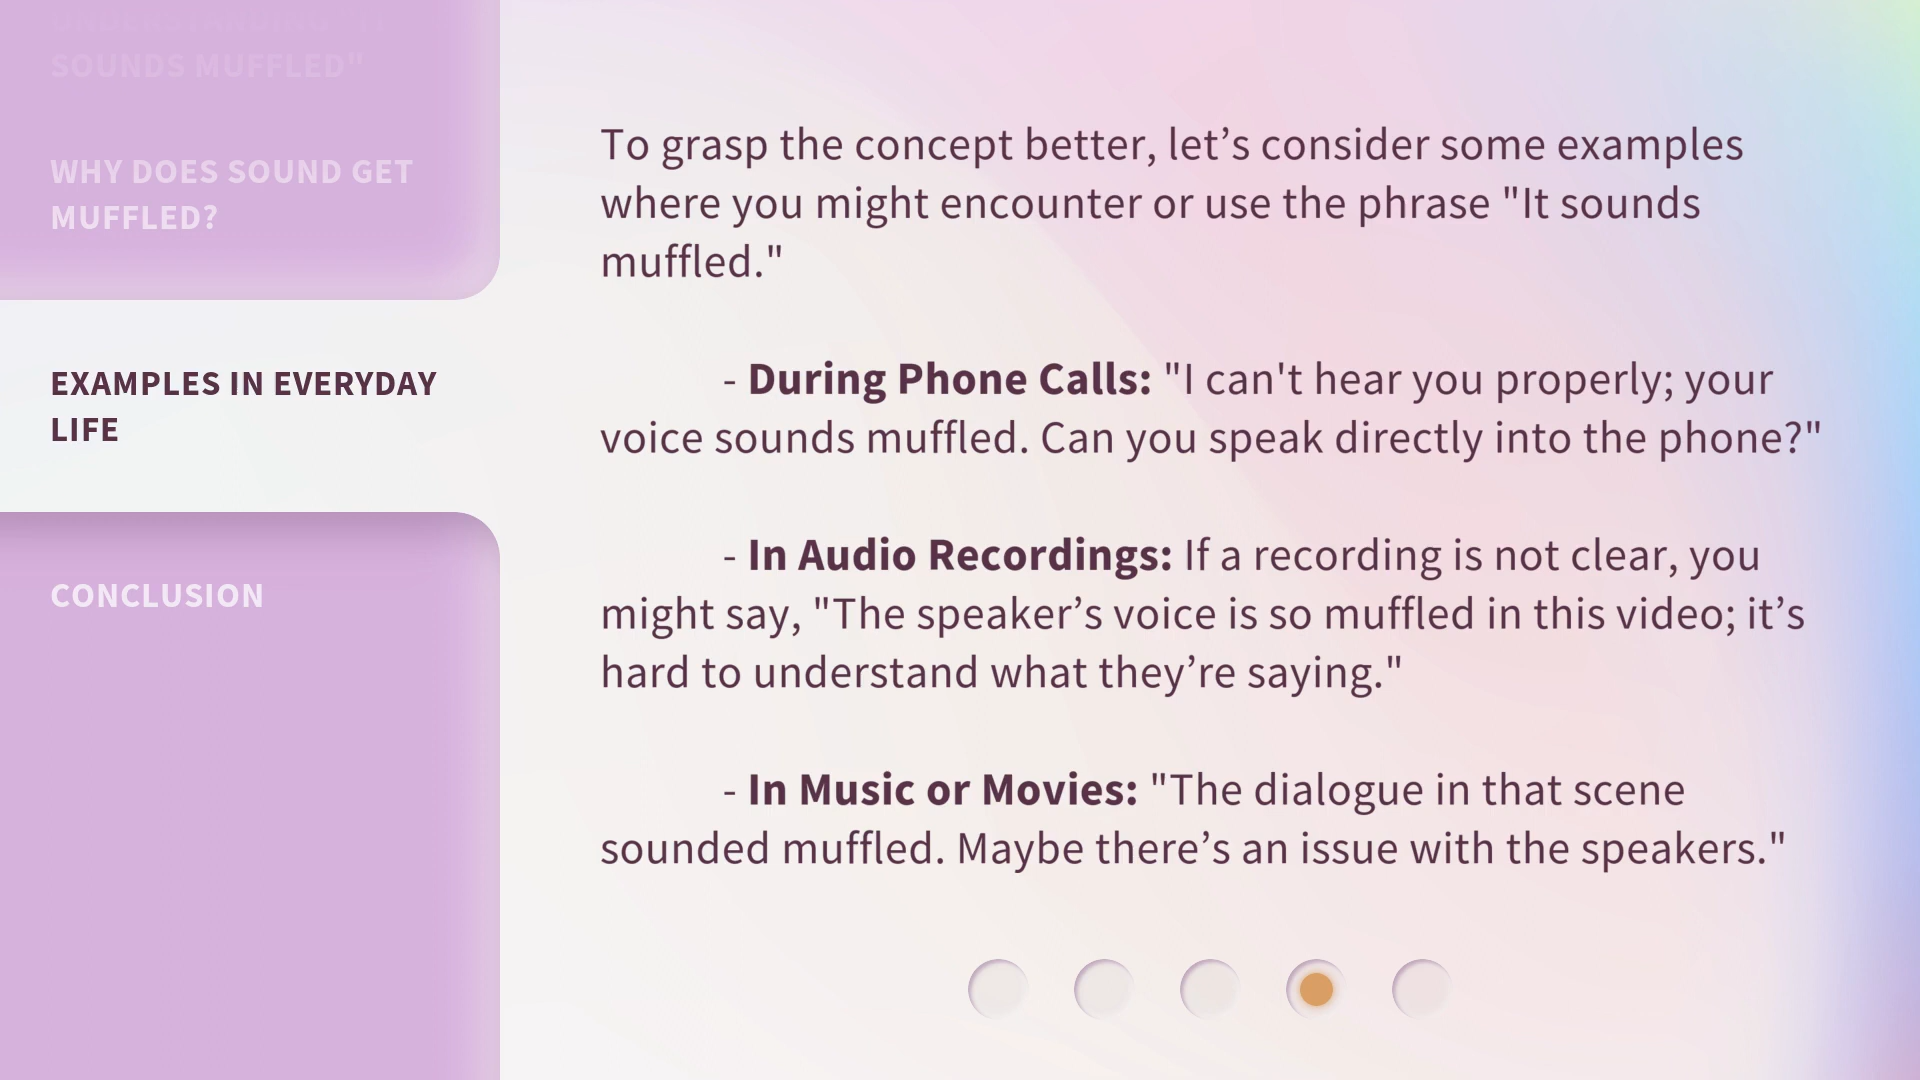 UNDERSTANDING "IT
SOUNDS MUFFLED"
WHY DOES SOUND GET
MUFFLED?
EXAMPLES IN EVERYDAY
LIFE
CONCLUSION
To grasp the concept better, let’s consider some examples
where you might encounter or use the phrase "It sounds
muffled."
- During Phone Calls: "I can't hear you properly; your
voice sounds muffled. Can you speak directly into the phone?"
- In Audio Recordings: If a recording is not clear, you
might say, "The speaker’s voice is so muffled in this video; it’s
hard to understand what they’re saying."
- In Music or Movies: "The dialogue in that scene
sounded muffled. Maybe there’s an issue with the speakers."